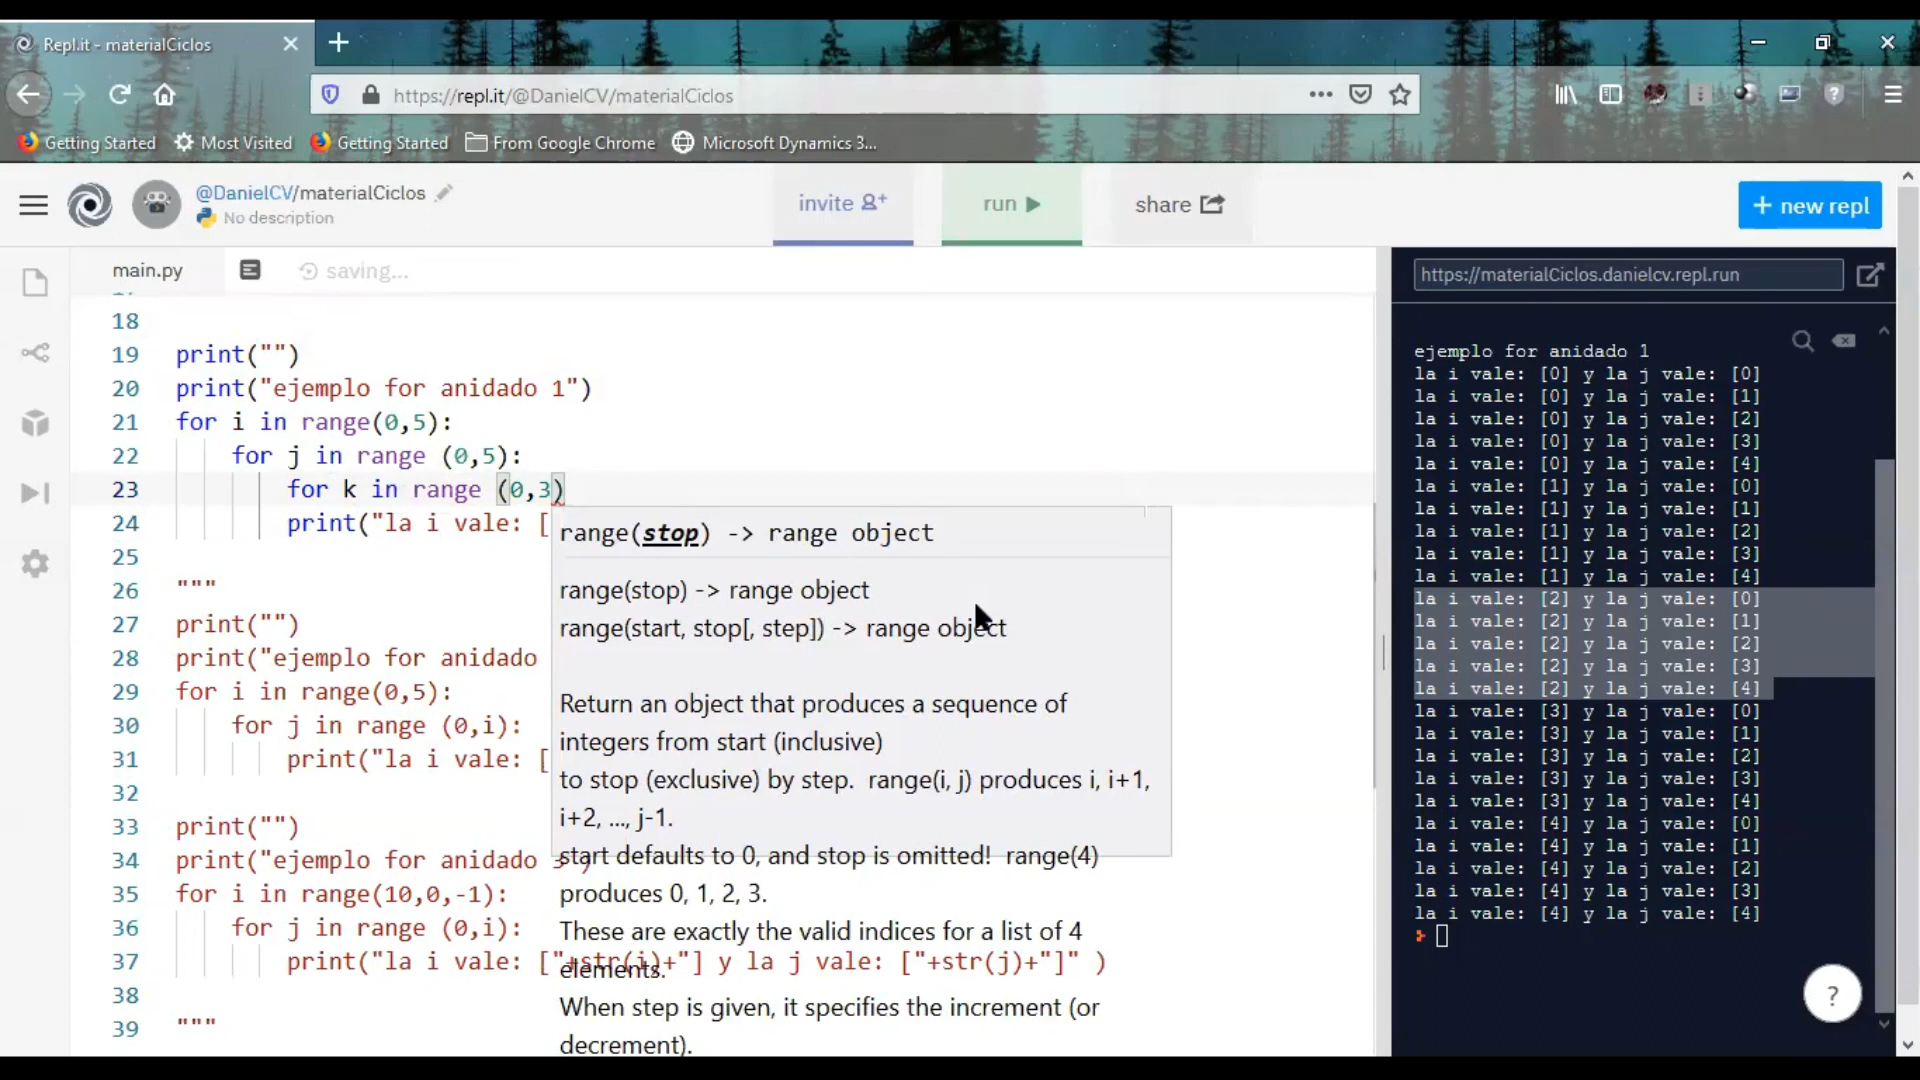 Repl.it - materialCiclos
https://repl.it/@DanielCV/materialCiclos
Getting Started
Most Visited
Getting Started
From Google Chrome
Microsoft Dynamics 3...
@DanielCV/materialCiclos
No description
invite
run
share
+ new repl
main.py
saving...
18
19 print("")
20 print("ejemplo for anidado 1")
21 for i in range(0,5):
22 for j in range (0,5):
23 for k in range (0,3)
24 print("la i vale: [
25
26 """
27 print("")
28 print("ejemplo for anidado
29 for i in range(0,5):
30 for j in range (0,i):
31 print("la i vale: [
32
33 print("")
34 print("ejemplo for anidado 3")
35 for i in range(10,0,-1):
36 for j in range (0,i):
37 print("la i vale: ["+str(i)+"] y la j vale: ["+str(j)+"]" )
38
39 """
range(stop) -> range object
range(stop) -> range object
range(start, stop[, step]) -> range object
Return an object that produces a sequence of
integers from start (inclusive)
to stop (exclusive) by step. range(i, j) produces i, i+1,
i+2, ..., j-1.
start defaults to 0, and stop is omitted! range(4)
produces 0, 1, 2, 3.
These are exactly the valid indices for a list of 4
elements.
When step is given, it specifies the increment (or
decrement).
https://materialCiclos.danielcv.repl.run
ejemplo for anidado 1
la i vale: [0] y la j vale: [0]
la i vale: [0] y la j vale: [1]
la i vale: [0] y la j vale: [2]
la i vale: [0] y la j vale: [3]
la i vale: [0] y la j vale: [4]
la i vale: [1] y la j vale: [0]
la i vale: [1] y la j vale: [1]
la i vale: [1] y la j vale: [2]
la i vale: [1] y la j vale: [3]
la i vale: [1] y la j vale: [4]
la i vale: [2] y la j vale: [0]
la i vale: [2] y la j vale: [1]
la i vale: [2] y la j vale: [2]
la i vale: [2] y la j vale: [3]
la i vale: [2] y la j vale: [4]
la i vale: [3] y la j vale: [0]
la i vale: [3] y la j vale: [1]
la i vale: [3] y la j vale: [2]
la i vale: [3] y la j vale: [3]
la i vale: [3] y la j vale: [4]
la i vale: [4] y la j vale: [0]
la i vale: [4] y la j vale: [1]
la i vale: [4] y la j vale: [2]
la i vale: [4] y la j vale: [3]
la i vale: [4] y la j vale: [4]
?